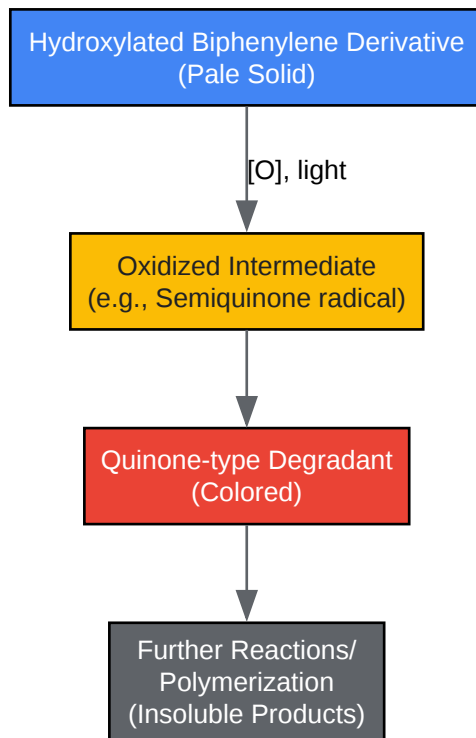 Hydroxylated Biphenylene Derivative
(Pale Solid)
[O], light
Oxidized Intermediate
(e.g., Semiquinone radical)
Quinone-type Degradant
(Colored)
Further Reactions/
Polymerization
(Insoluble Products)